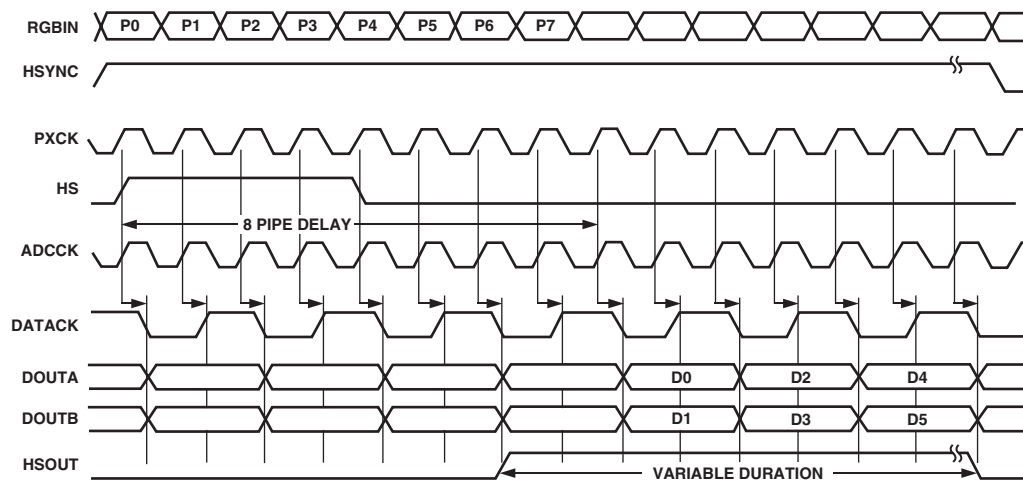 RGBIN P0 P1 P2 P3 P4 P5 P6 P7
HSYNC
PXCK
HS
8 PIPE DELAY
ADCCK
DATACK
DOUTA D0 D2 D4
DOUTB D1 D3 D5
HSOUT VARIABLE DURATION